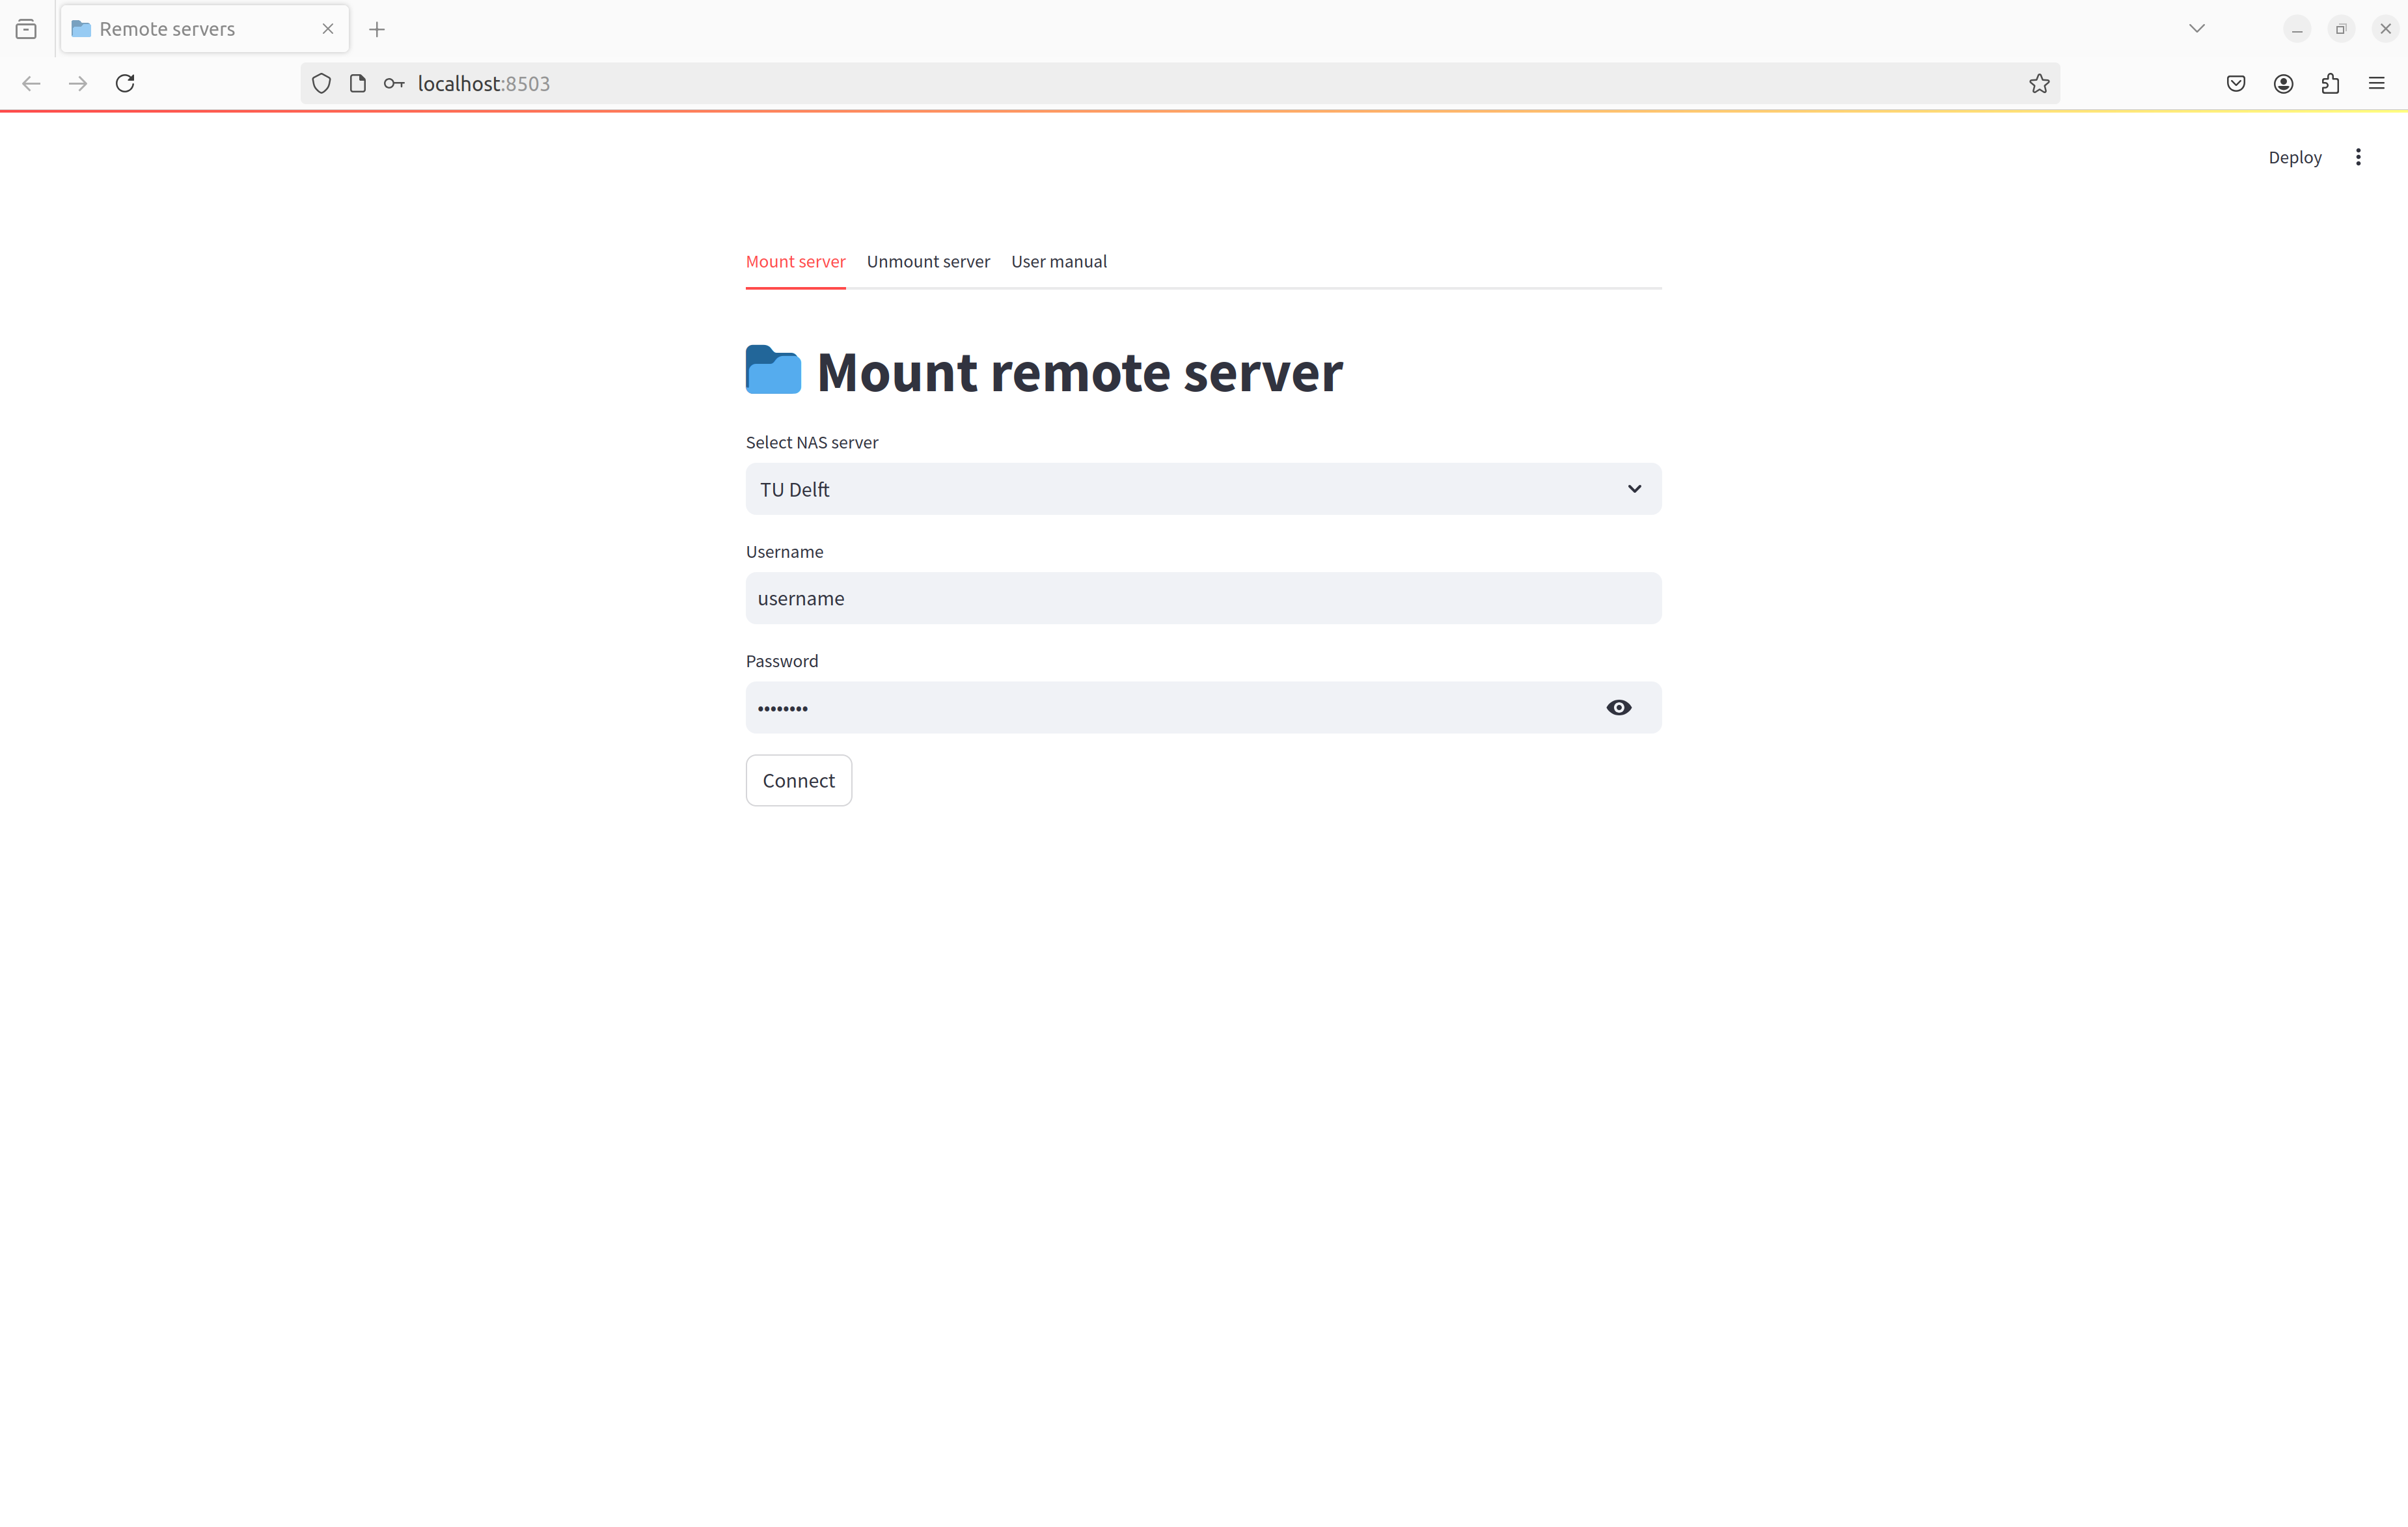 Remote servers
localhost:8503
Deploy
Mount server Unmount server User manual
Mount remote server
Select NAS server
TU Delft
Username
username
Password
••••••••
Connect